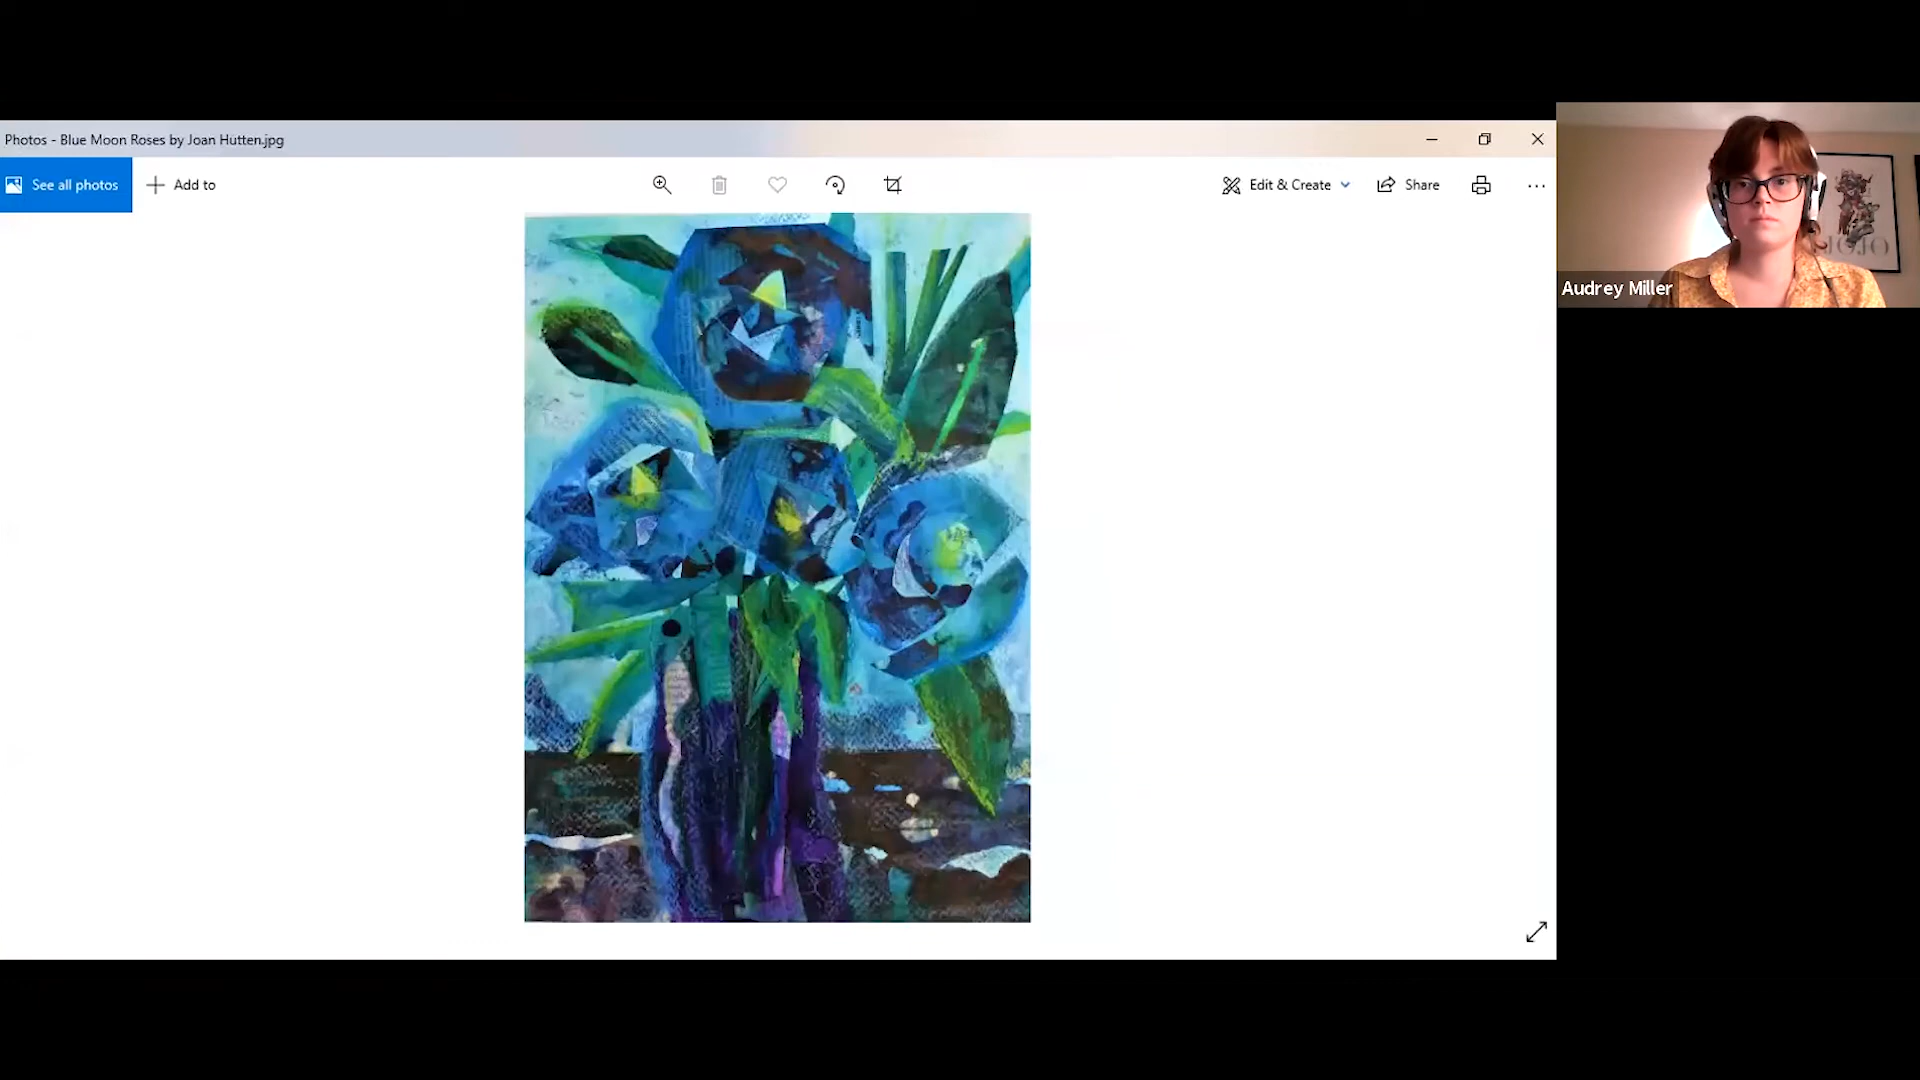 Photos - Blue Moon Roses by Joan Hutten.jpg
See all photos
Add to
Edit & Create
Share
Audrey Miller